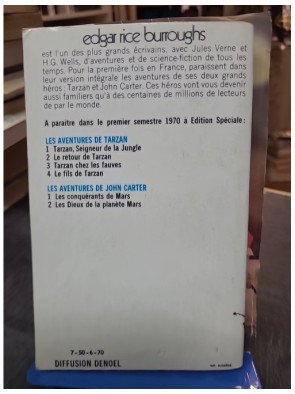 edgar rice burroughs
est l'un des plus grands écrivains, avec Jules Verne et
H.G. Wells, d'aventures et de science-fiction de tous les
temps. Pour la première fois en France, paraissent dans
leur version intégrale les aventures de ses deux grands
héros : Tarzan et John Carter. Ces héros vont vous devenir
aussi familiers qu'à des centaines de millions de lecteurs
de par le monde.
A paraitre dans le premier semestre 1970 à Edition Spéciale :
LES AVENTURES DE TARZAN
1 Tarzan, Seigneur de la Jungle
2 Le retour de Tarzan
3 Tarzan chez les fauves
4 Le fils de Tarzan
LES AVENTURES DE JOHN CARTER
1 Les conquérants de Mars
2 Les Dieux de la planète Mars
7-50-6-70
DIFFUSION DENOEL